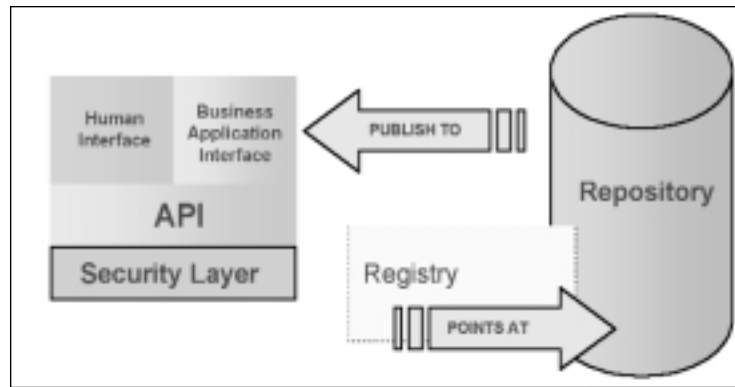 Human
Interface
Business
Application
Interface
API
Security Layer
PUBLISH TO
Repository
Registry
POINTS AT